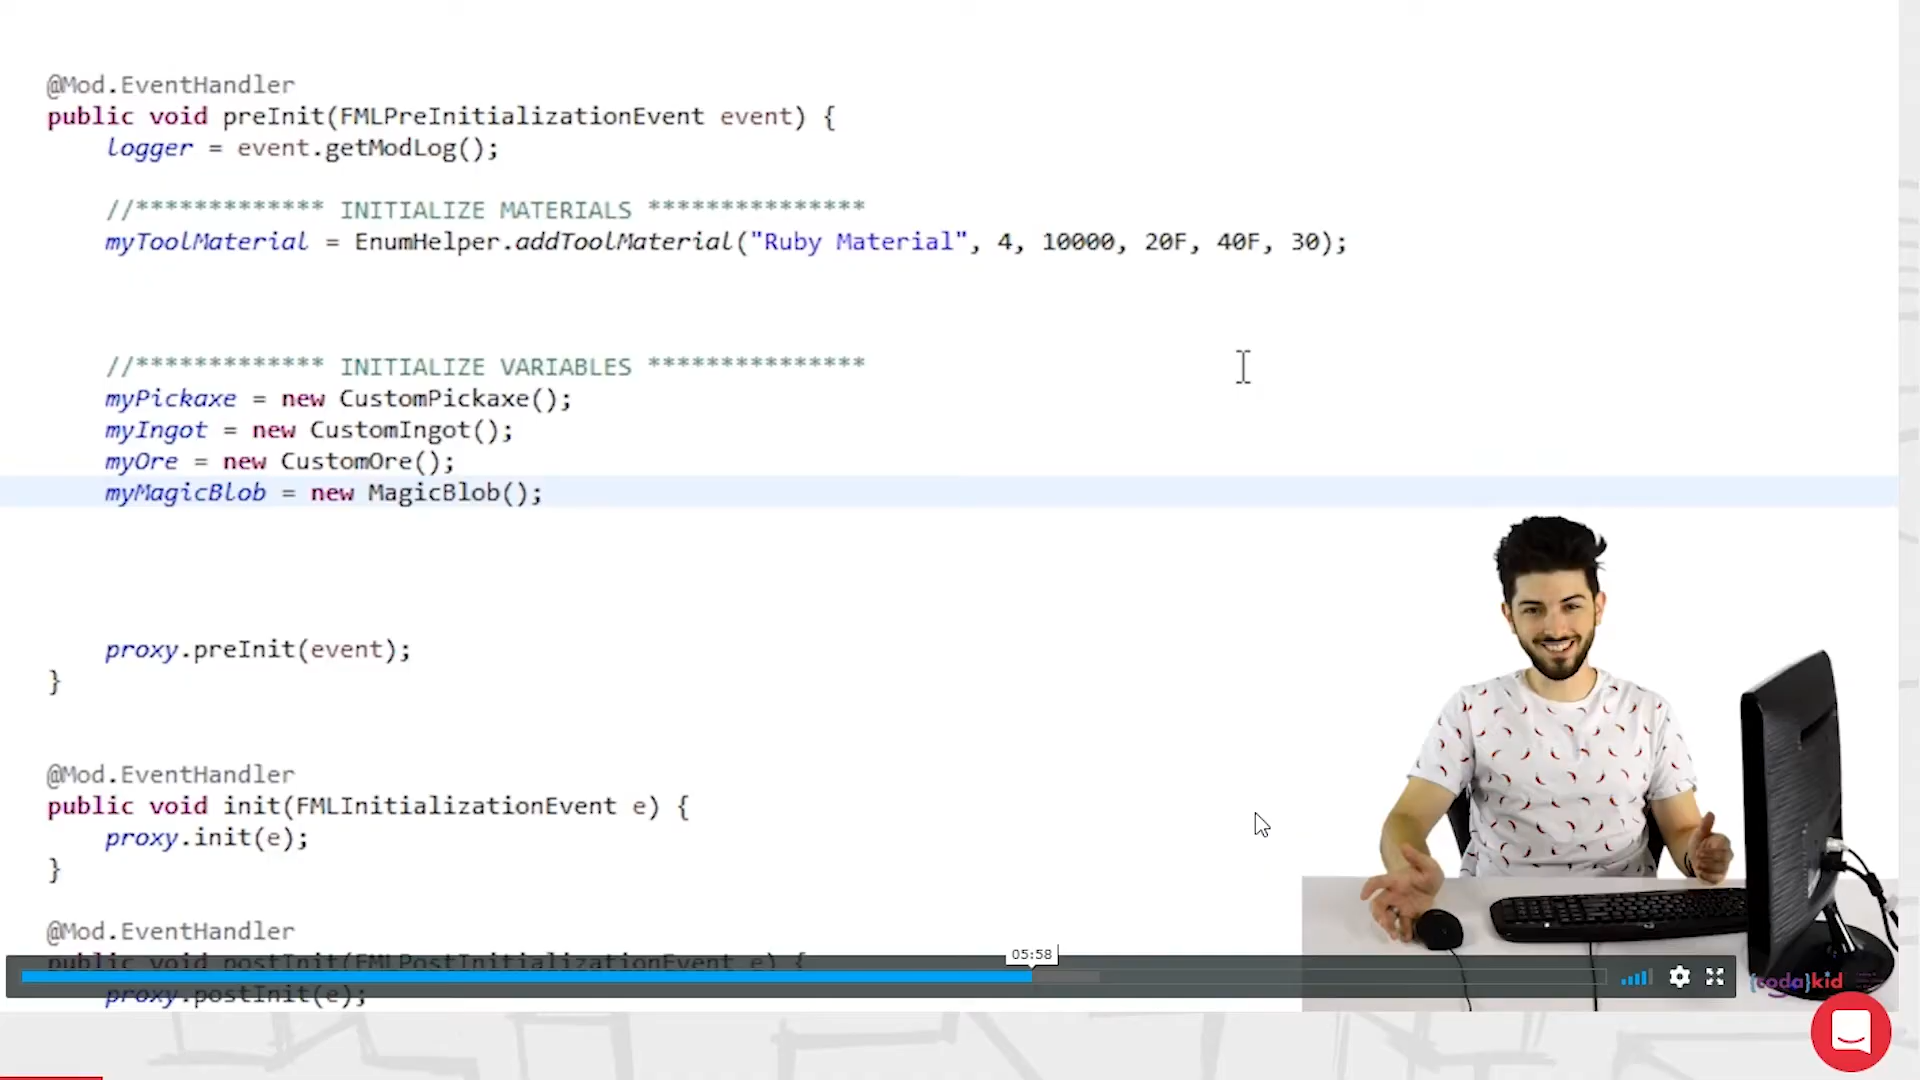 @Mod.EventHandler
public void preInit(FMLPreInitializationEvent event) {
logger = event.getModLog();
//************* INITIALIZE MATERIALS ***************
myToolMaterial = EnumHelper.addToolMaterial("Ruby Material", 4, 10000, 20F, 40F, 30);
//************* INITIALIZE VARIABLES ***************
myPickaxe = new CustomPickaxe();
myIngot = new CustomIngot();
myOre = new CustomOre();
myMagicBlob = new MagicBlob();
proxy.preInit(event);
}
@Mod.EventHandler
public void init(FMLInitializationEvent e) {
proxy.init(e);
}
@Mod.EventHandler
public void postInit(FMLPostInitializationEvent e) {
05:58
proxy.postInit(e);
{coda}kid